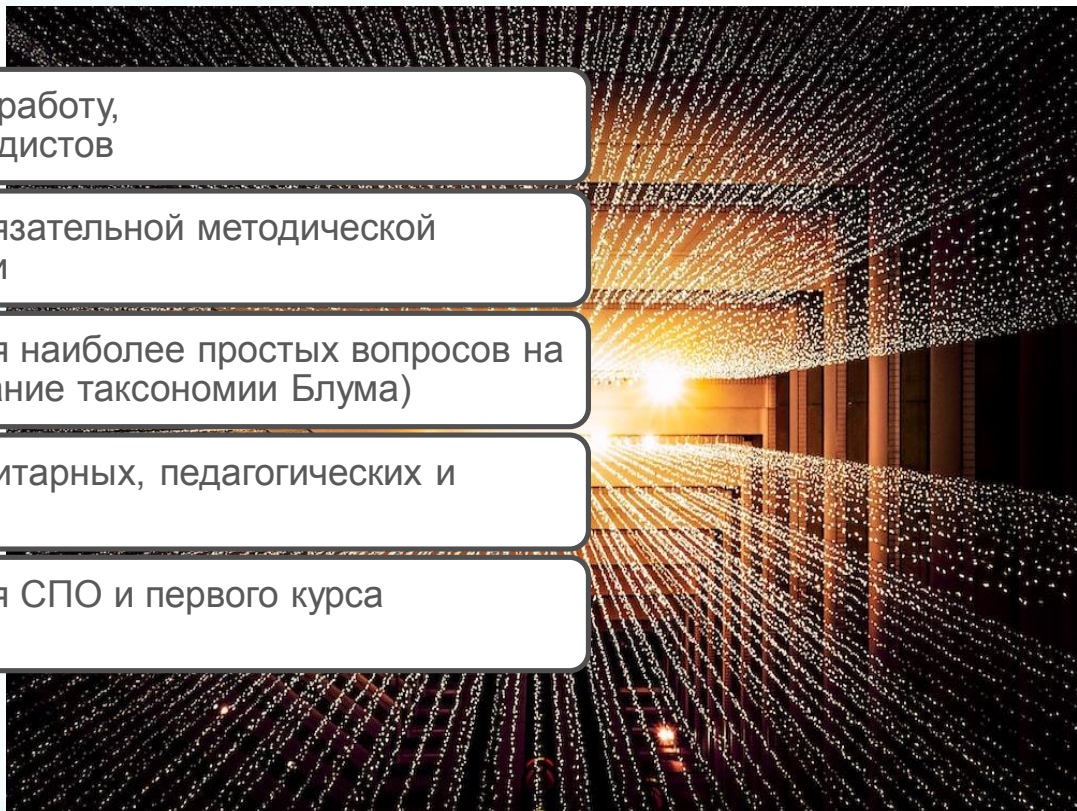 работу,
дистов
язательной методической
и
я наиболее простых вопросов на
ание таксономии Блума)
итарных, педагогических и
я СПО и первого курса